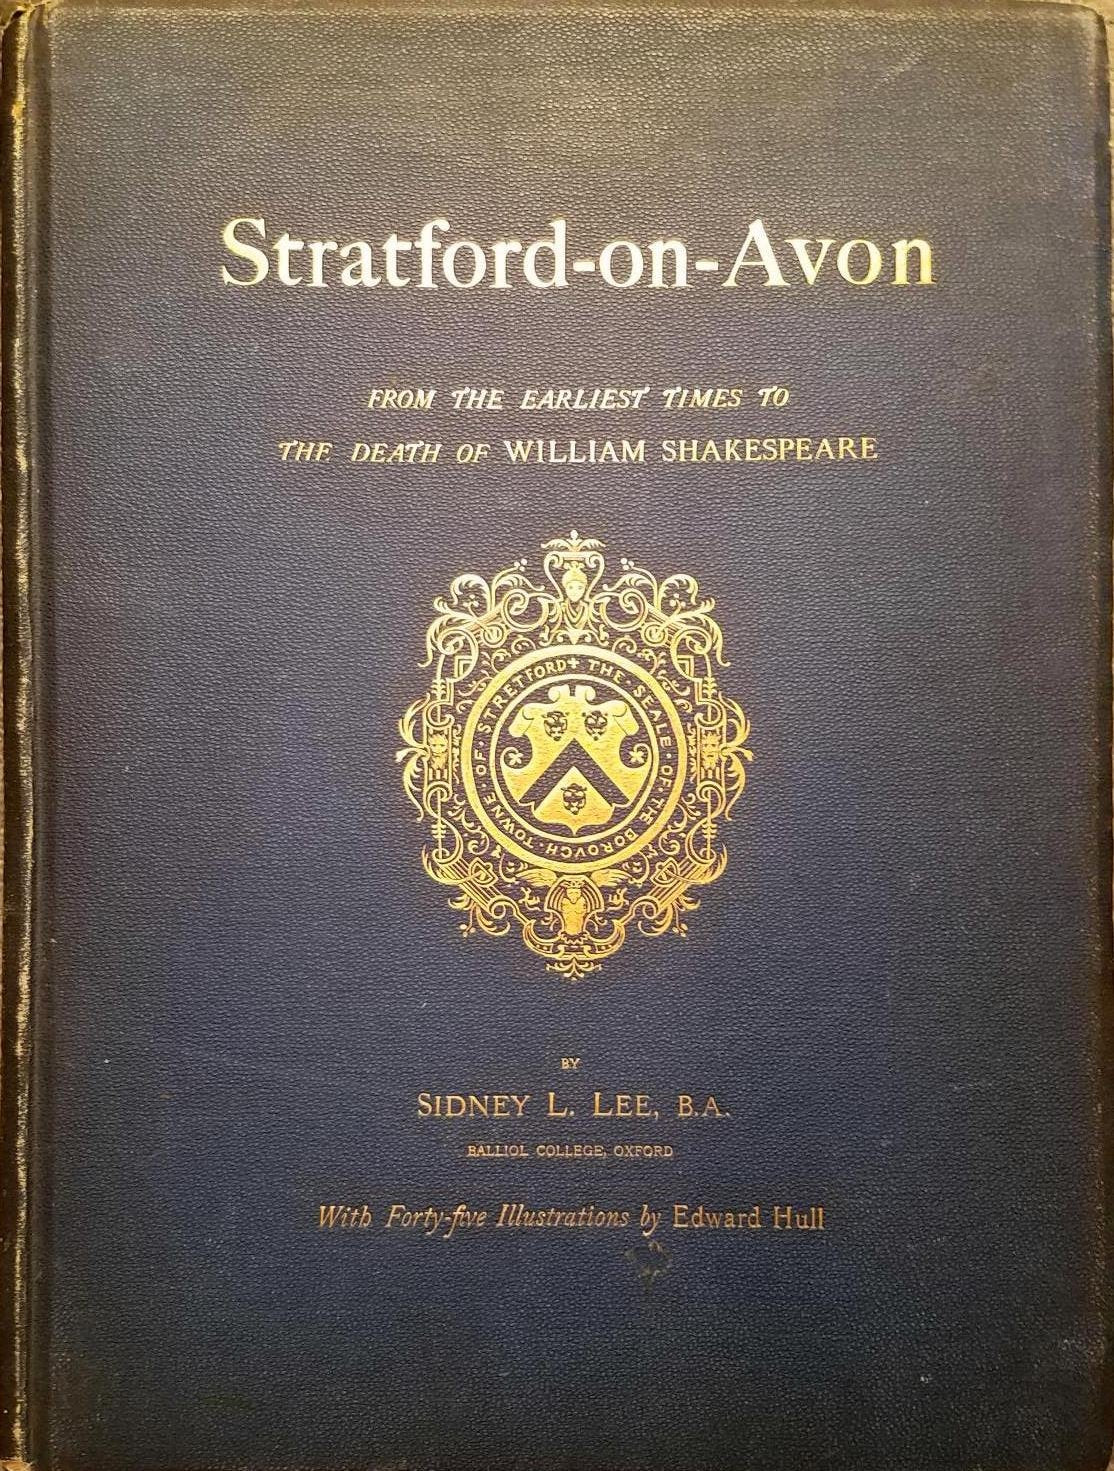 Stratford-on-Avon
FROM THE EARLIEST TIMES TO
THE DEATH OF WILLIAM SHAKESPEARE
THE · SEALE · OF · THE · BOROVGH · TOWNE · OF · STRETFORD+
BY
SIDNEY L. LEE, B.A.
BALLIOL COLLEGE, OXFORD
With Forty-five Illustrations by Edward Hull